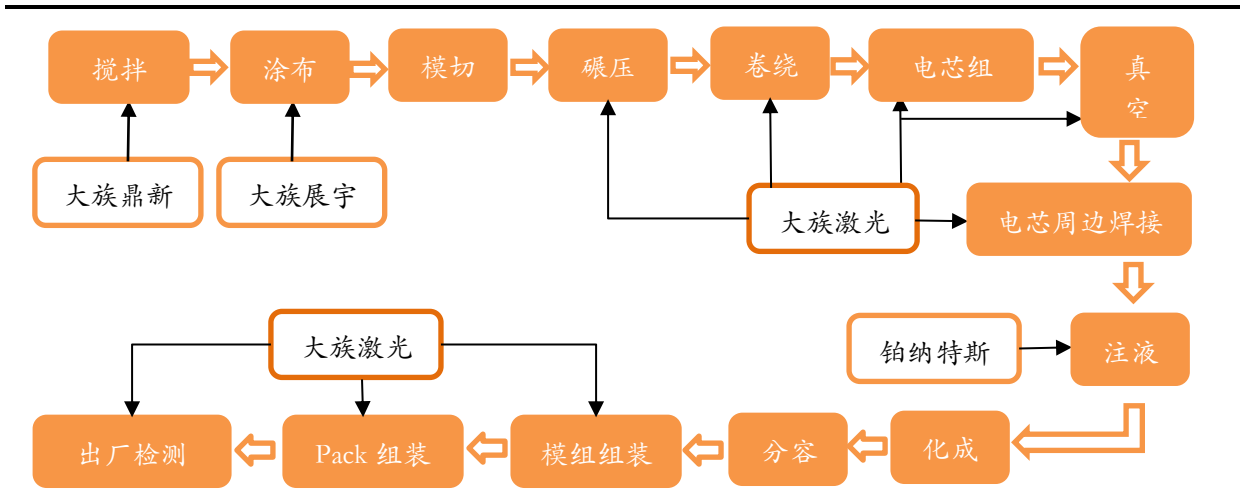 搅拌
涂布
模切
碾压
卷绕
电芯组
真
空
大族鼎新
大族展宇
大族激光
电芯周边焊接
大族激光
铂纳特斯
注液
出厂检测
Pack 组装
模组组装
分容
化成